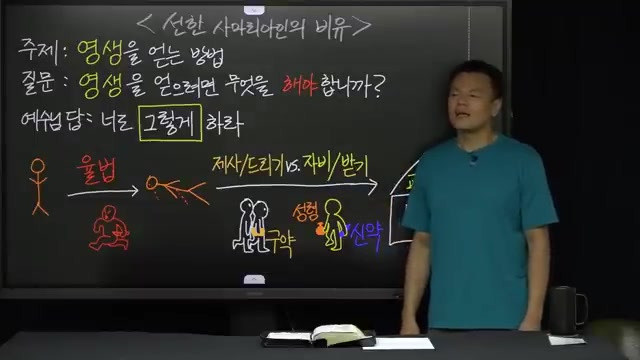 < 선한 사마리아인의 비유 >
주제 : 영생을 얻는 방법
질문 : 영생을 얻으려면 무엇을 해야 합니까?
예수님 답 : 너도 그렇게 하라
율법
제사/드리기 vs. 자비/받기
성령
구약
신약